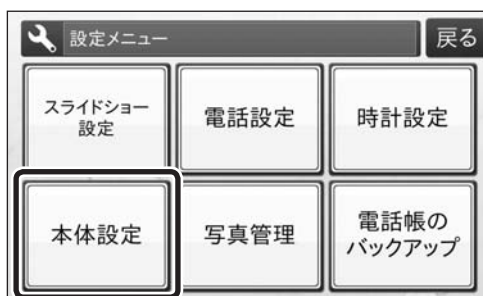 設定メニュー
戻る
スライドショー
設定
電話設定
時計設定
本体設定
写真管理
電話帳の
バックアップ